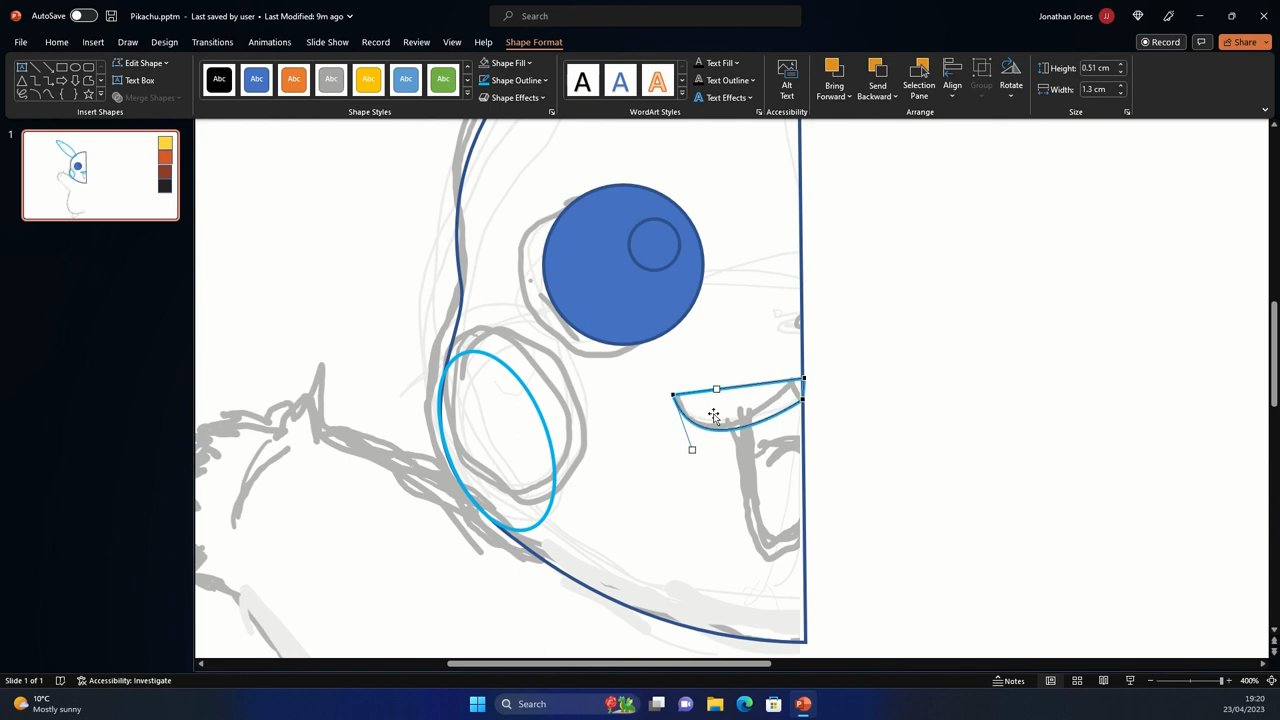 AutoSave Off Pikachu.pptm - Last saved by user • Last Modified: 9m ago Search Jonathan Jones JJ
File Home Insert Draw Design Transitions Animations Slide Show Record Review View Help Shape Format Record Share
Edit Shape
Text Box
Merge Shapes
Insert Shapes
Abc Abc Abc Abc Abc Abc Abc
Shape Fill
Shape Outline
Shape Effects
Shape Styles
A A A
Text Fill
Text Outline
Text Effects
WordArt Styles
Alt Text
Accessibility
Bring Forward
Send Backward
Selection Pane
Align
Group
Rotate
Arrange
Height: 0.51 cm
Width: 1.3 cm
Size
1
Slide 1 of 1 Accessibility: Investigate Notes 400%
10°C
Mostly sunny
Search
19:20
23/04/2023